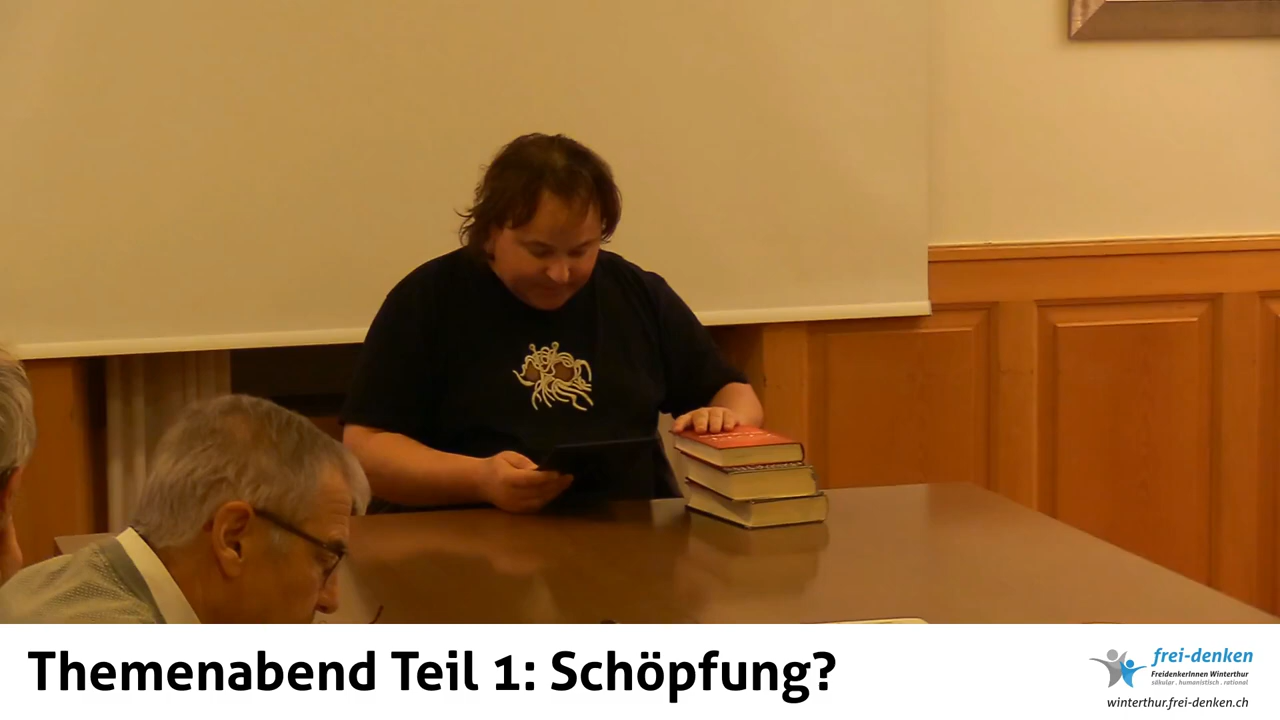 Themenabend Teil 1: Schöpfung?
frei-denken
FreidenkerInnen Winterthur
säkular . humanistisch . rational
winterthur.frei-denken.ch